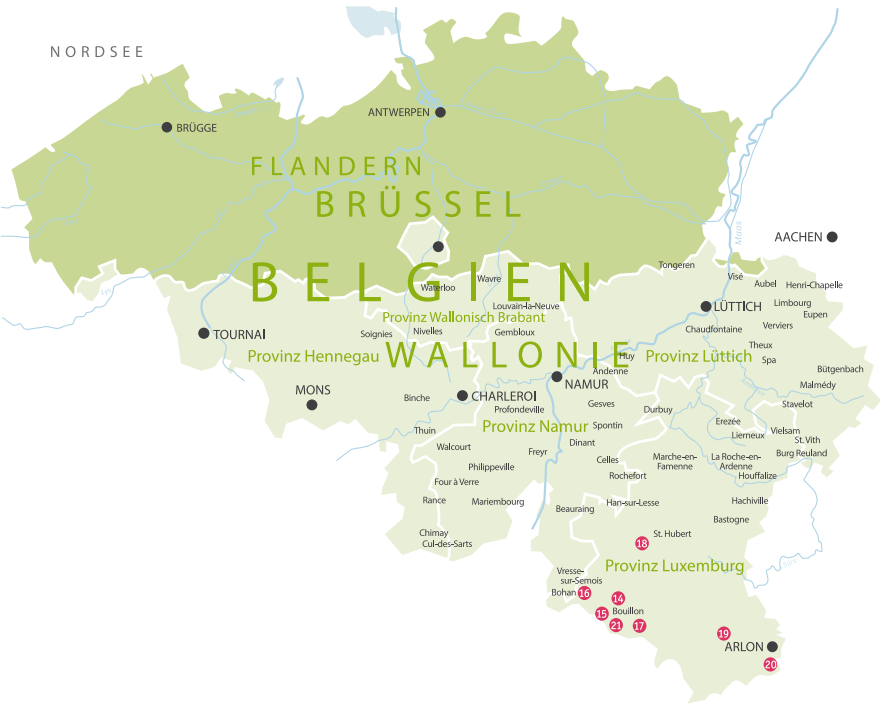 NORDSEE
ANTWERPEN
BRÜGGE
FLANDERN
BRÜSSEL
Maas
AACHEN
Tongeren
BELGIEN
Wavre
Waterloo
Visé
Aubel
Henri-Chapelle
Lys
Louvain-la-Neuve
LÜTTICH
Limbourg
Eupen
Provinz Wallonisch Brabant
Verviers
Chaudfontaine
TOURNAI
Soignies
Nivelles
Gembloux
Theux
Provinz Hennegau
WALLONIE
Huy
Provinz Lüttich
Spa
Andenne
Bütgenbach
NAMUR
Malmédy
MONS
Binche
CHARLEROI
Profondeville
Gesves
Durbuy
Stavelot
Erezée
Thuin
Provinz Namur
Spontin
Vielsam
Lierneux
St. Vith
Walcourt
Dinant
Freyr
Burg Reuland
Celles
Marche-en-
Famenne
La Roche-en-
Ardenne
Philippeville
Rochefort
Houffalize
Four à Verre
Rance
Mariembourg
Han-sur-Lesse
Hachiville
Beauraing
Bastogne
Chimay
Cul-des-Sarts
St. Hubert
18
Provinz Luxemburg
Sûre
Vresse-
sur-Semois
Bohan
16
14
15
Bouillon
21
17
19
ARLON
20